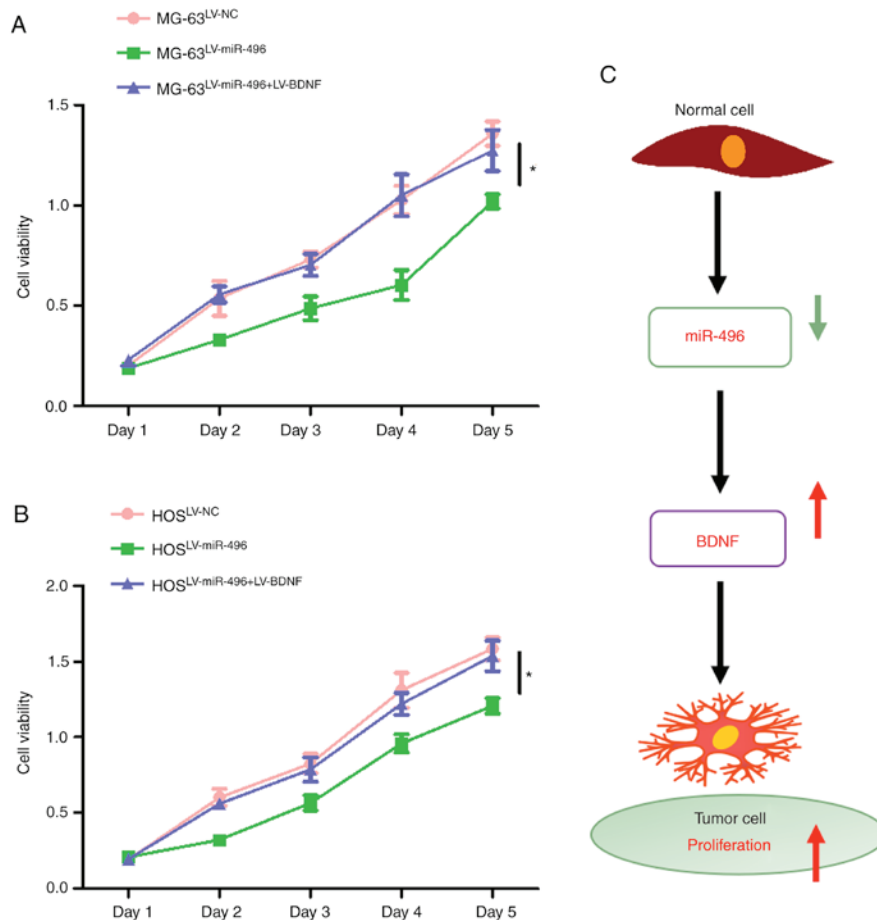 A
MG-63LV-NC
MG-63LV-miR-496
MG-63LV-miR-496+LV-BDNF
Cell viability
1.5
1.0
0.5
0.0
*
Day 1 Day 2 Day 3 Day 4 Day 5
B
HOSLV-NC
HOSLV-miR-496
HOSLV-miR-496+LV-BDNF
Cell viability
2.0
1.5
1.0
0.5
0.0
*
Day 1 Day 2 Day 3 Day 4 Day 5
C
Normal cell
miR-496
BDNF
Tumor cell
Proliferation